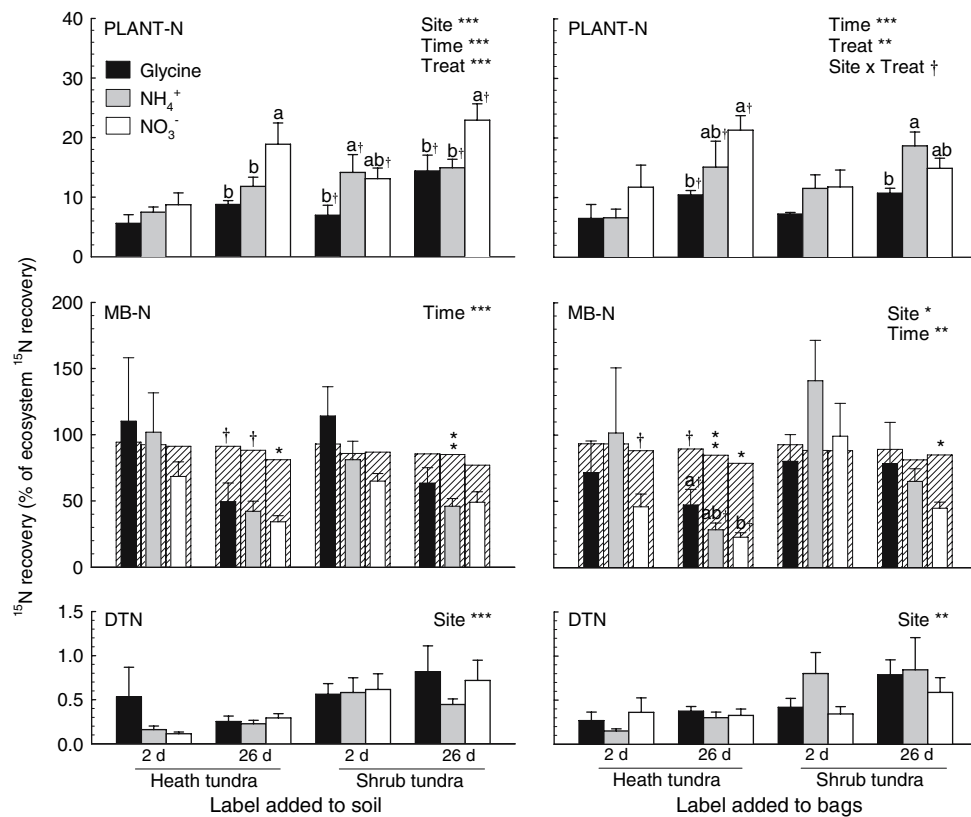 ¹⁵N recovery (% of ecosystem ¹⁵N recovery)
40
30
20
10
0
PLANT-N
Glycine
NH₄⁺
NO₃⁻
Site ***
Time ***
Treat ***
b b a
b† a† ab†
b† b† a†
PLANT-N
Time ***
Treat **
Site x Treat †
b† ab† a†
b a ab
200
150
100
50
0
MB-N
Time ***
† † *
* *
MB-N
Site *
Time **
†
† * * *
a† ab† b†
*
1.5
1.0
0.5
0.0
DTN
Site ***
DTN
Site **
2 d 26 d 2 d 26 d
Heath tundra Shrub tundra
Label added to soil
2 d 26 d 2 d 26 d
Heath tundra Shrub tundra
Label added to bags